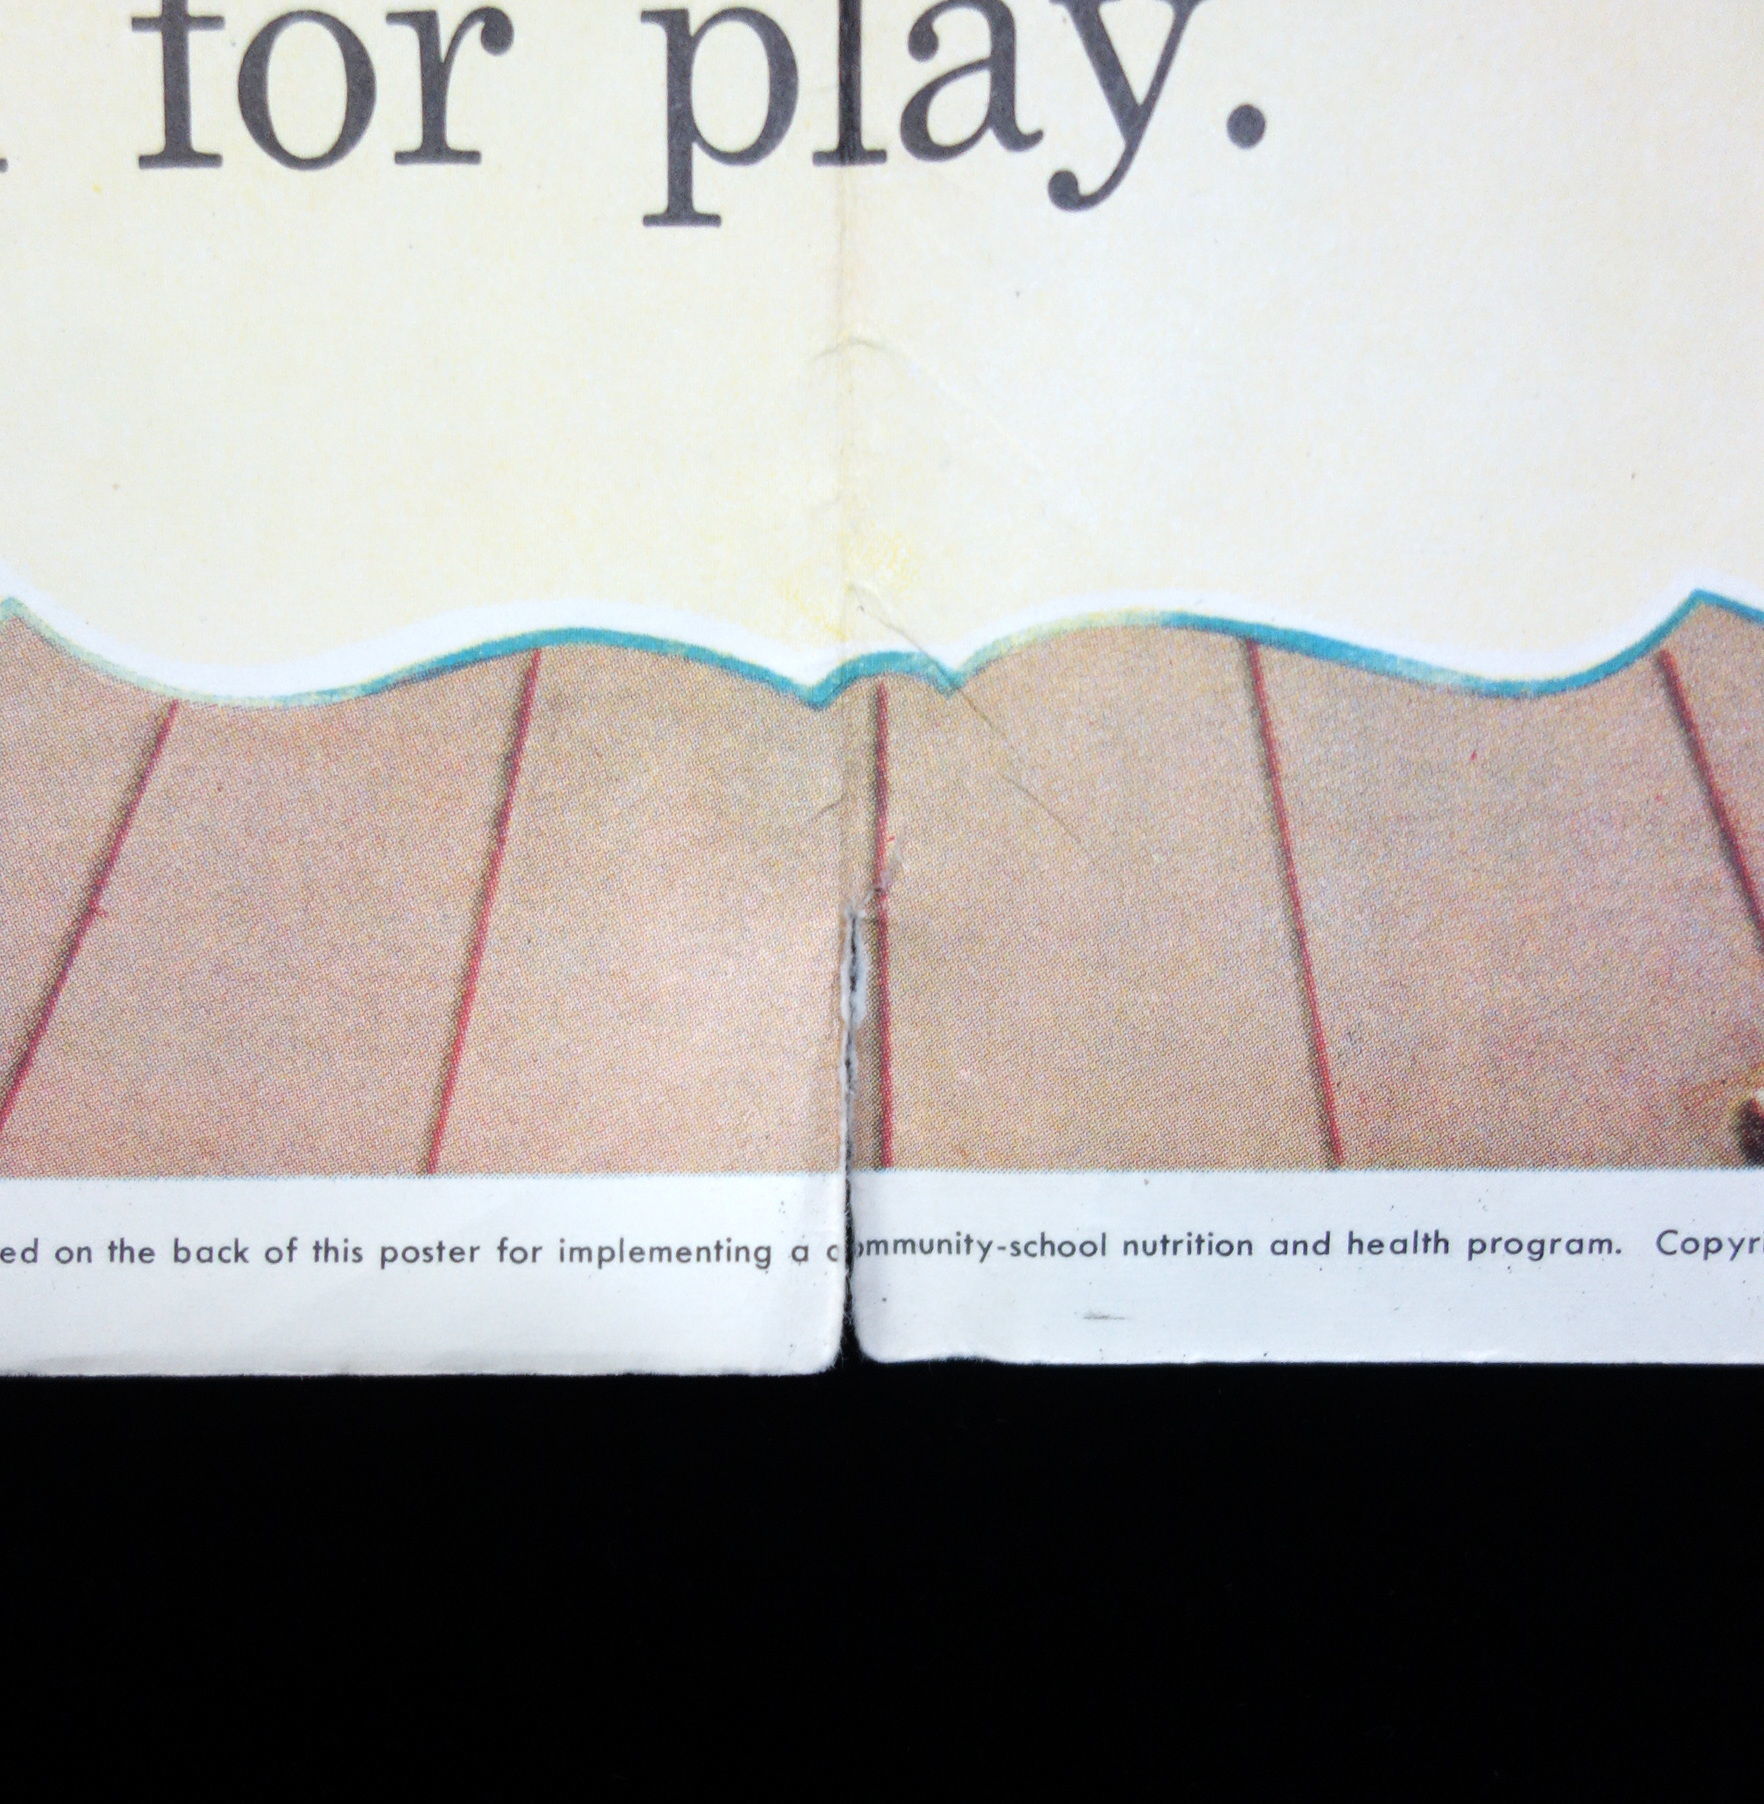 for play.
ed on the back of this poster for implementing a community-school nutrition and health program. Copyr